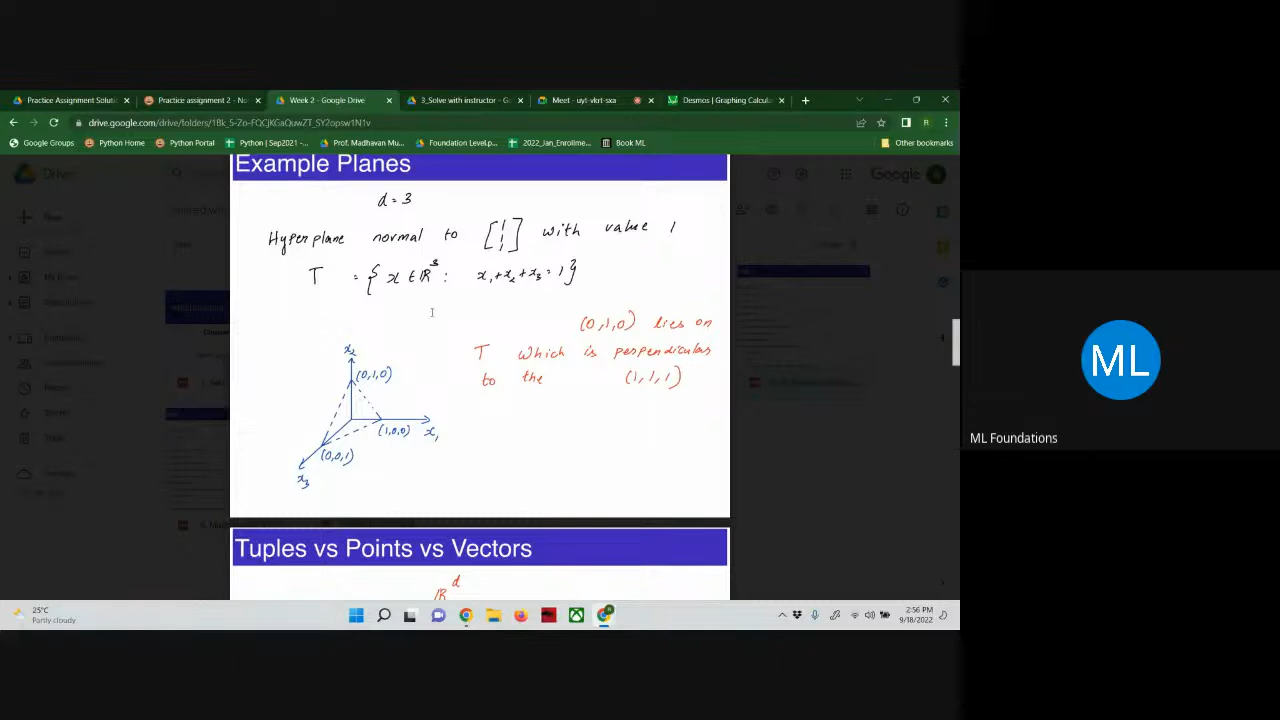 Practice Assignment Soluti
Practice assignment 2 - No
Week 2 - Google Drive
3_Solve with instructor - G
Meet - uyt-vkrt-sxa
Desmos | Graphing Calcula
drive.google.com/drive/folders/
Google Groups
Python Home
Python Portal
Python | Sep2021 -...
Prof. Madhavan Mu...
Foundation Level.p...
2022_Jan_Enrollme...
Book ML
Other bookmarks
Example Planes
d = 3
Hyperplane normal to [1 1 1] with value 1
T = { x ∈ ℝ³ : x₁+x₂+x₃ = 1 }
(0,1,0) lies on
T which is perpendicular
to the (1,1,1)
x₂
(0,1,0)
(1,0,0) x₁
(0,0,1)
x₃
ML
ML Foundations
Tuples vs Points vs Vectors
ℝ^d
25°C
Partly cloudy
2:56 PM
9/18/2022